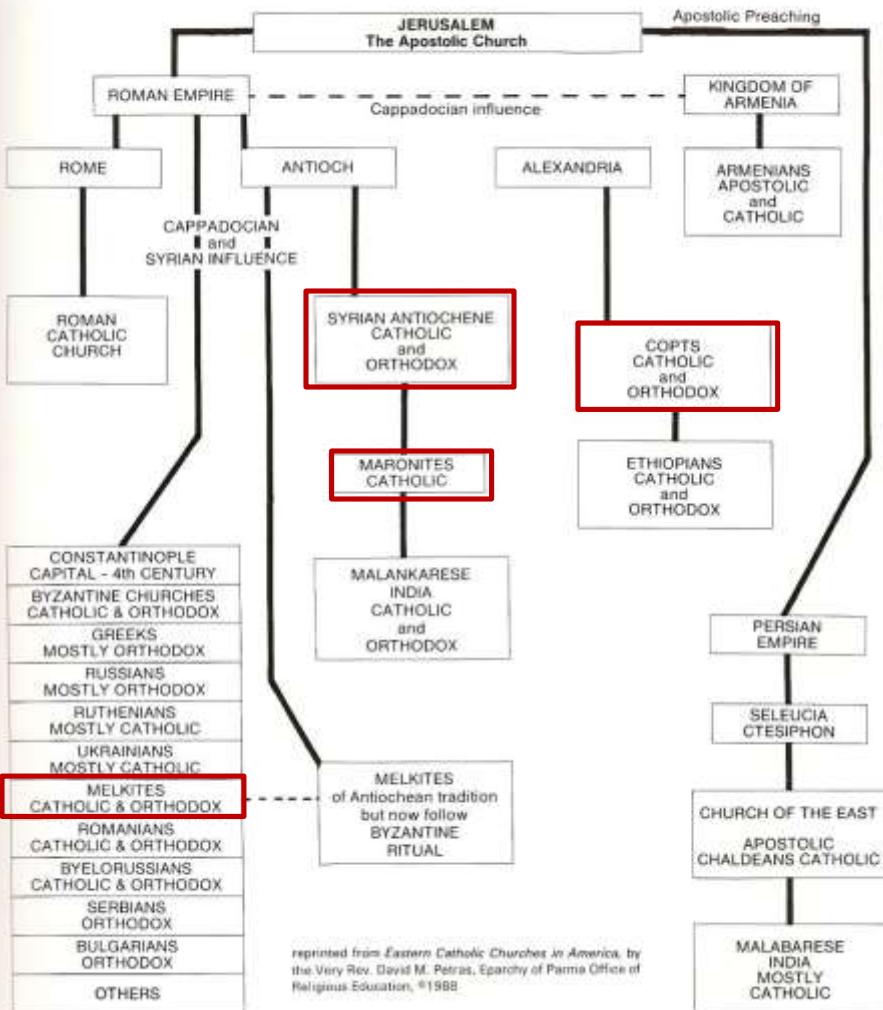 JERUSALEM
The Apostolic Church
Apostolic Preaching
ROMAN EMPIRE
Cappadocian influence
KINGDOM OF
ARMENIA
ROME
ANTIOCH
ALEXANDRIA
ARMENIANS
APOSTOLIC
and
CATHOLIC
CAPPADOCIAN
and
SYRIAN INFLUENCE
ROMAN
CATHOLIC
CHURCH
SYRIAN ANTIOCHENE
CATHOLIC
and
ORTHODOX
COPTS
CATHOLIC
and
ORTHODOX
MARONITES
CATHOLIC
ETHIOPIANS
CATHOLIC
and
ORTHODOX
MALANKARESE
INDIA
CATHOLIC
and
ORTHODOX
CONSTANTINOPLE
CAPITAL - 4th CENTURY
BYZANTINE CHURCHES
CATHOLIC & ORTHODOX
GREEKS
MOSTLY ORTHODOX
RUSSIANS
MOSTLY ORTHODOX
RUTHENIANS
MOSTLY CATHOLIC
UKRAINIANS
MOSTLY CATHOLIC
MELKITES
CATHOLIC & ORTHODOX
ROMANIANS
CATHOLIC & ORTHODOX
BYELORUSSIANS
CATHOLIC & ORTHODOX
SERBIANS
ORTHODOX
BULGARIANS
ORTHODOX
OTHERS
MELKITES
of Antiochean tradition
but now follow
BYZANTINE
RITUAL
PERSIAN
EMPIRE
SELEUCIA
CTESIPHON
CHURCH OF THE EAST
APOSTOLIC
CHALDEANS CATHOLIC
MALABARESE
INDIA
MOSTLY
CATHOLIC
reprinted from Eastern Catholic Churches in America, by
the Very Rev. David M. Petras, Eparchy of Parma Office of
Religious Education, ©1988